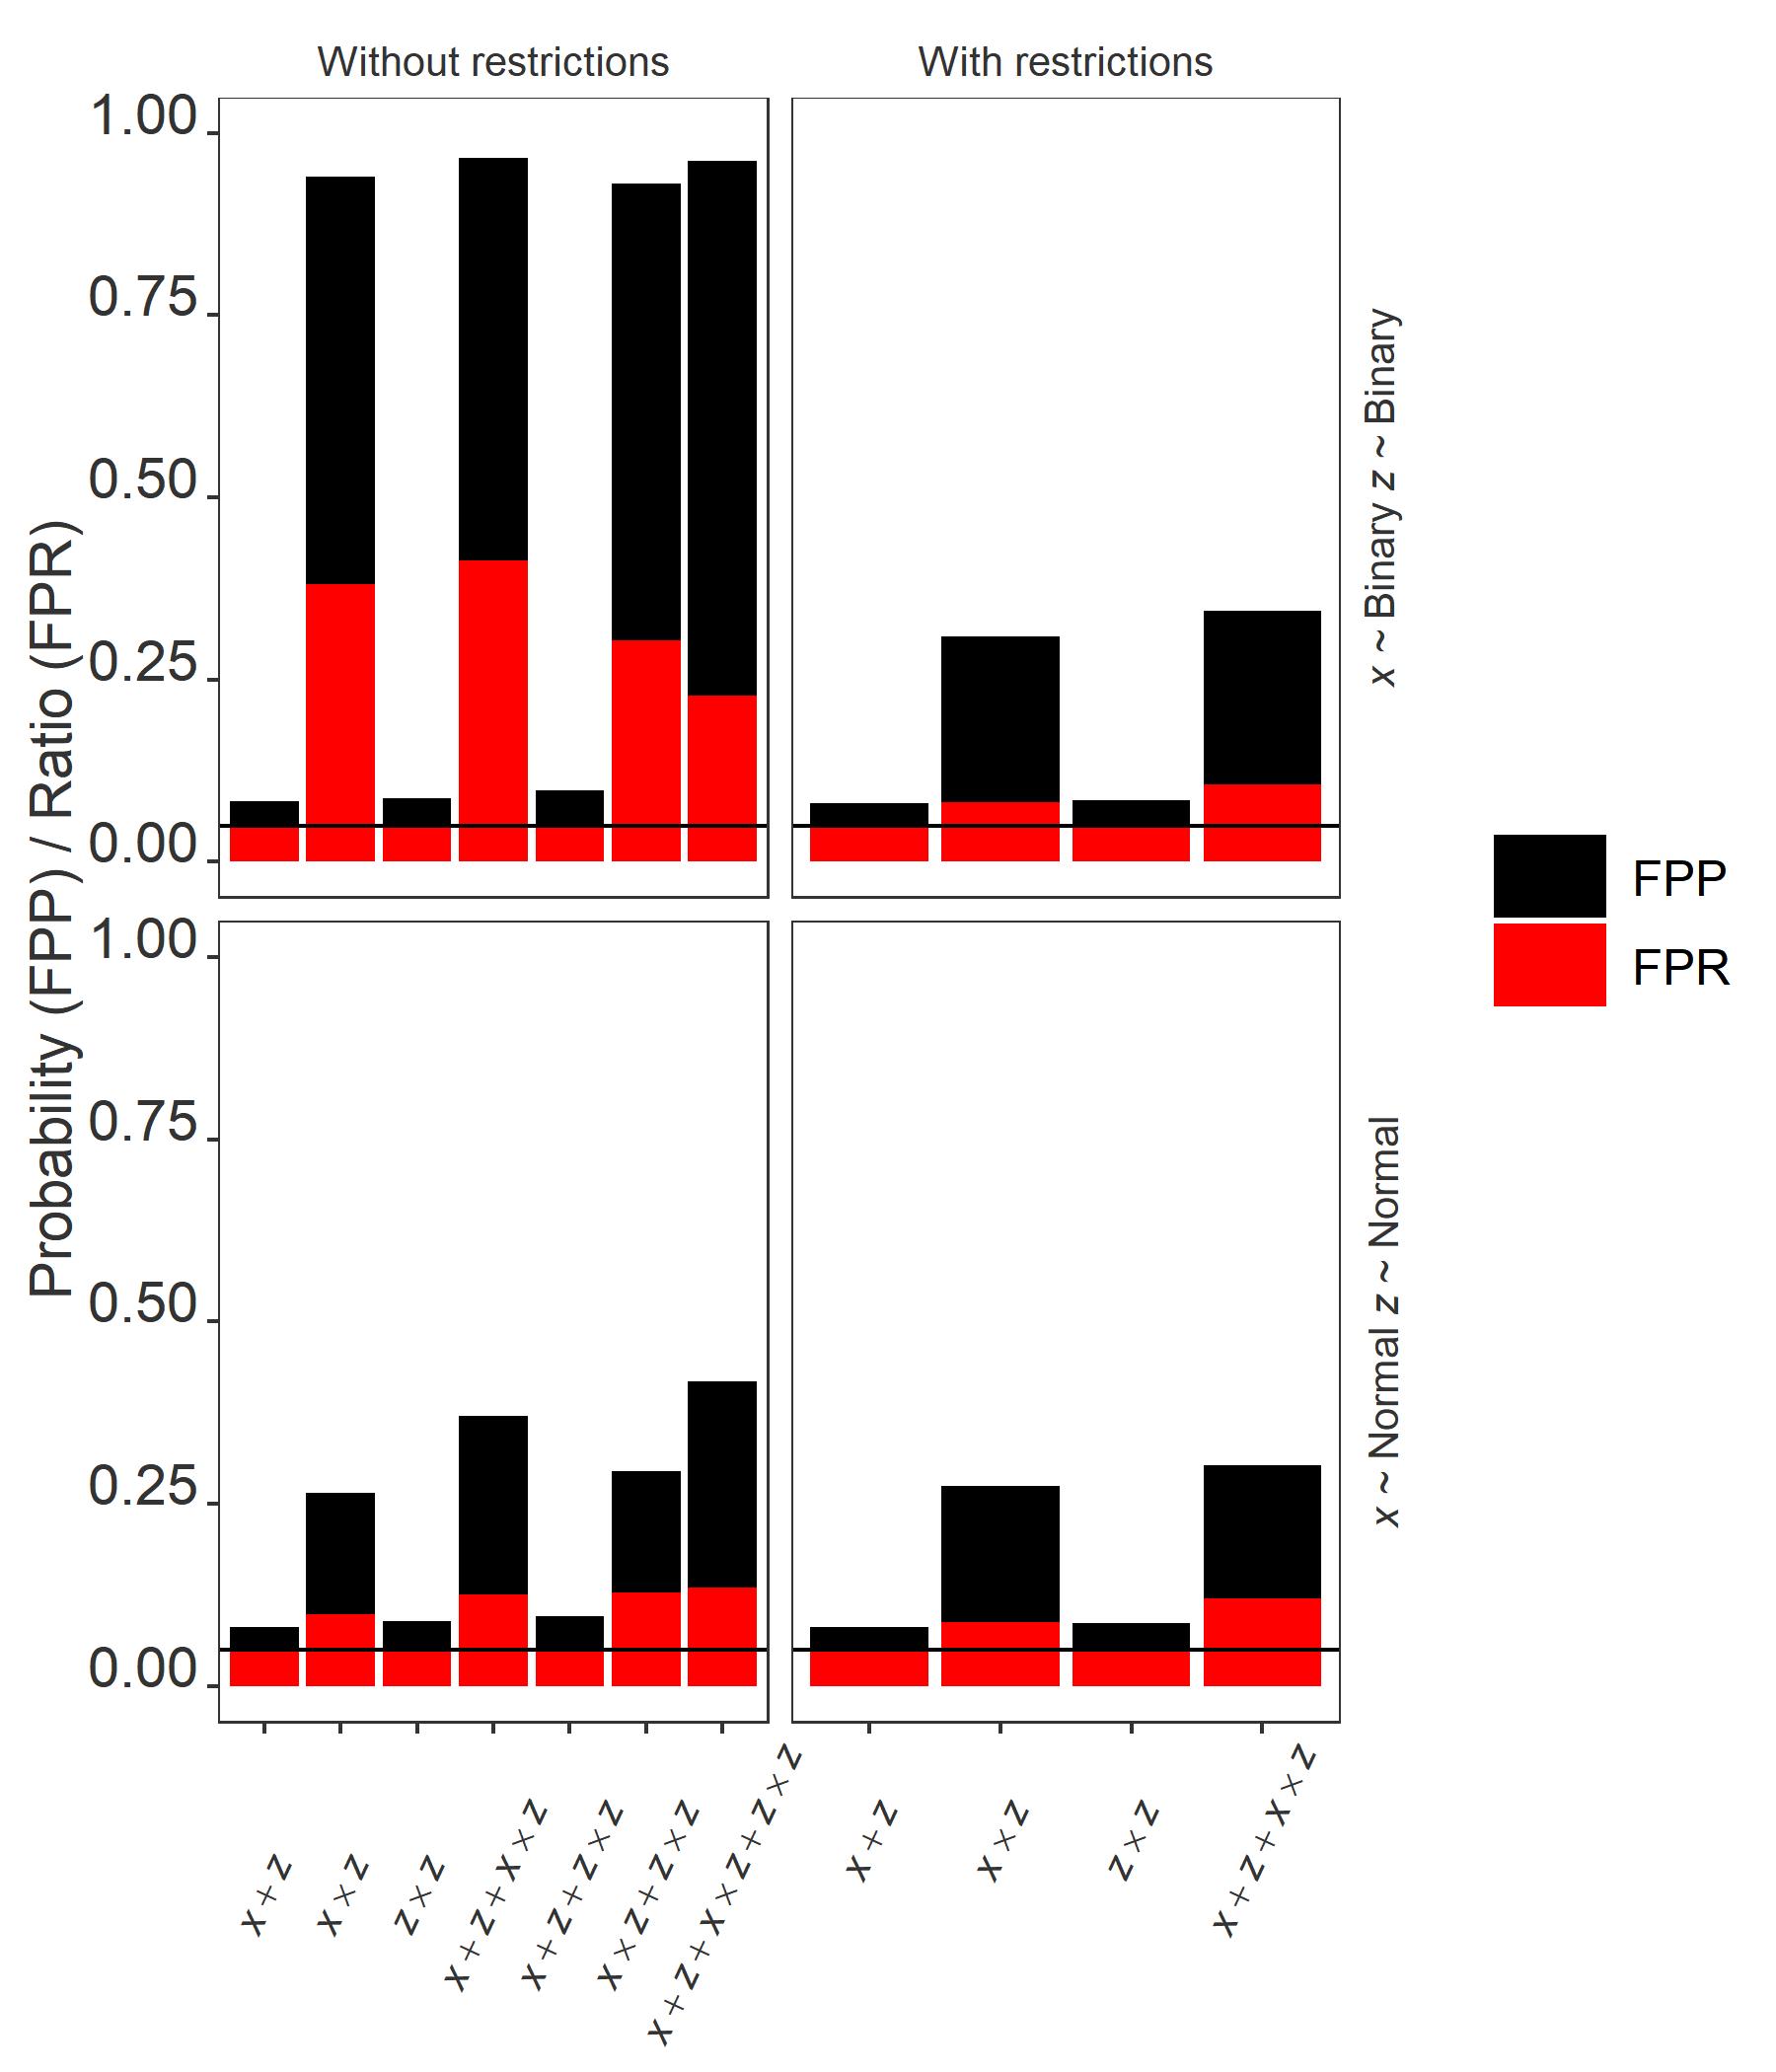 Without restrictions
With restrictions
Probability (FPP) / Ratio (FPR)
1.00
0.75
0.50
0.25
0.00
x ~ Binary z ~ Binary
1.00
0.75
0.50
0.25
0.00
x ~ Normal z ~ Normal
FPP
FPR
x + z
x × z
z × z
x + z + x × z
x + z + z × z
x × z + z × z
x + z + x × z + z × z
x + z
x × z
z × z
x + z + x × z